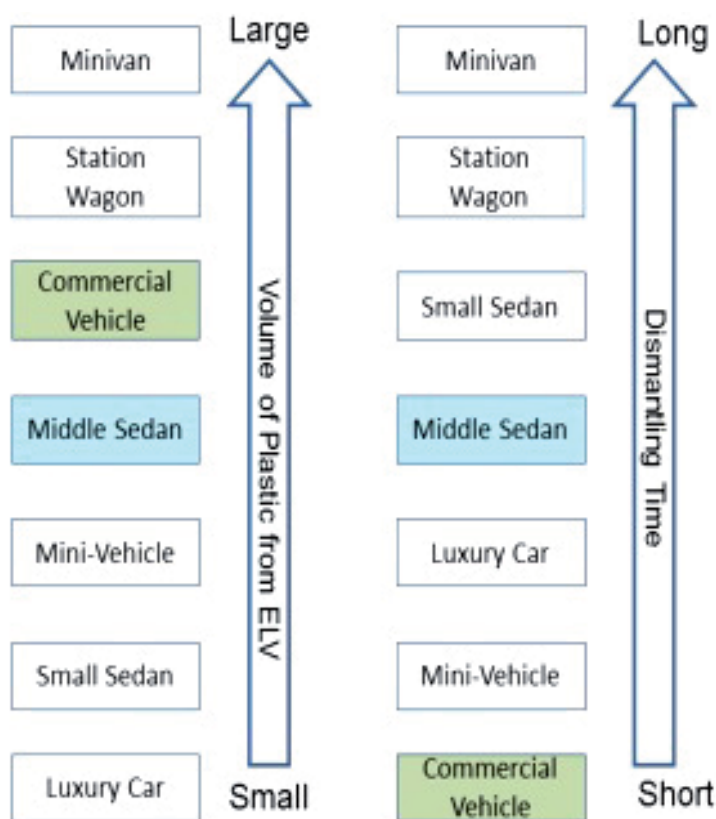 Large
Minivan
Station
Wagon
Commercial
Vehicle
Middle Sedan
Mini-Vehicle
Small Sedan
Luxury Car
Small
Volume of Plastic from ELV
Long
Minivan
Station
Wagon
Small Sedan
Middle Sedan
Luxury Car
Mini-Vehicle
Commercial
Vehicle
Short
Dismantling Time